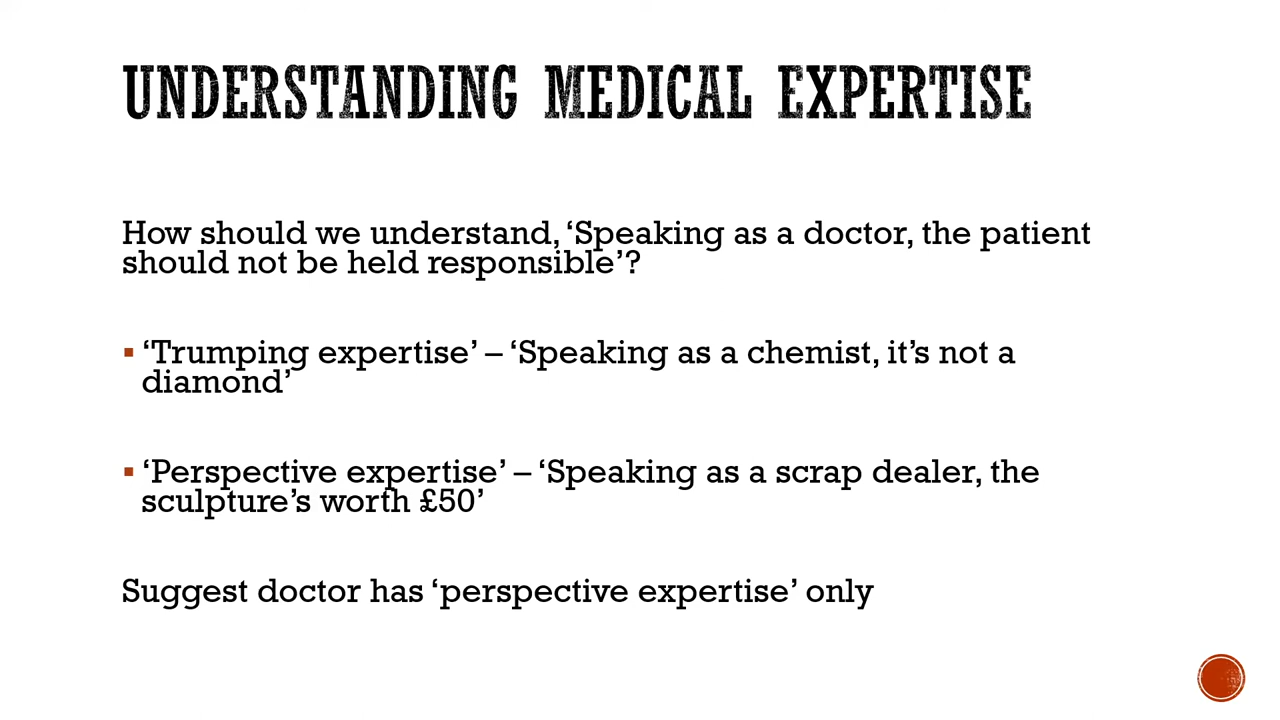 UNDERSTANDING MEDICAL EXPERTISE
How should we understand, ‘Speaking as a doctor, the patient
should not be held responsible’?
▪ ‘Trumping expertise’ – ‘Speaking as a chemist, it’s not a
diamond’
▪ ‘Perspective expertise’ – ‘Speaking as a scrap dealer, the
sculpture’s worth £50’
Suggest doctor has ‘perspective expertise’ only